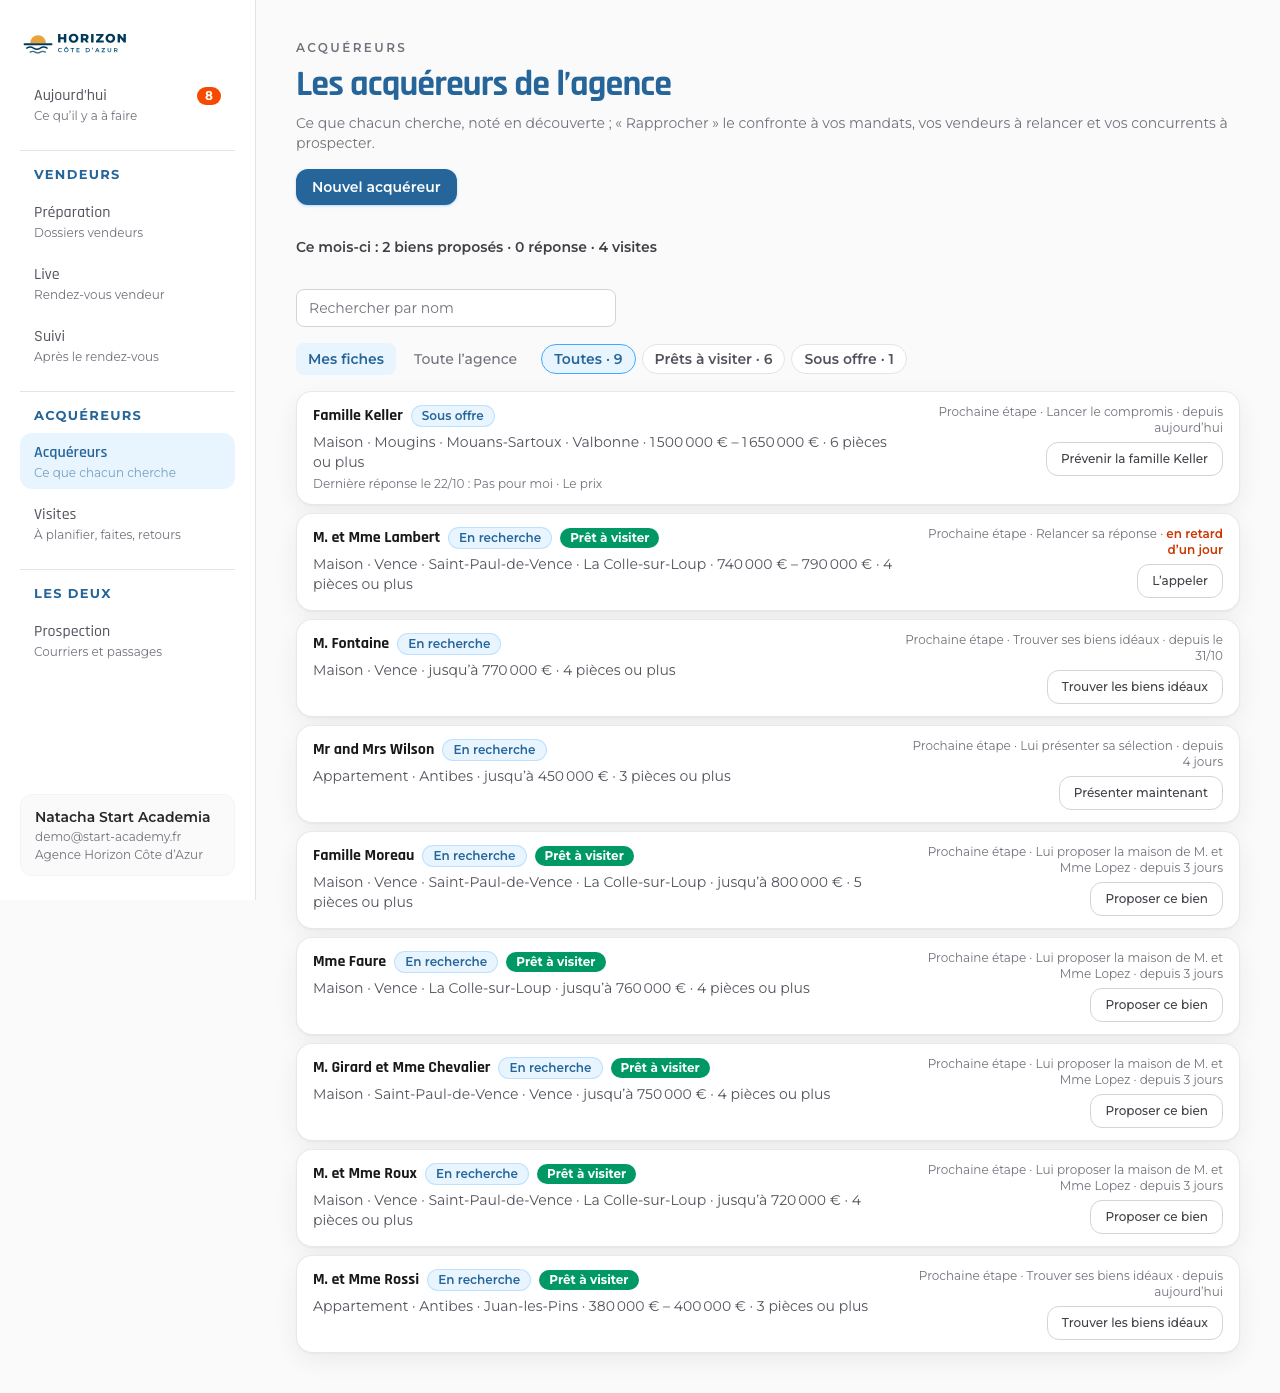 HORIZON
CÔTE D'AZUR
Aujourd'hui
8
Ce qu'il y a à faire
VENDEURS
Préparation
Dossiers vendeurs
Live
Rendez-vous vendeur
Suivi
Après le rendez-vous
ACQUÉREURS
Acquéreurs
Ce que chacun cherche
Visites
À planifier, faites, retours
LES DEUX
Prospection
Courriers et passages
Natacha Start Academia
demo@start-academy.fr
Agence Horizon Côte d'Azur
ACQUÉREURS
Les acquéreurs de l'agence
Ce que chacun cherche, noté en découverte ; « Rapprocher » le confronte à vos mandats, vos vendeurs à relancer et vos concurrents à
prospecter.
Nouvel acquéreur
Ce mois-ci : 2 biens proposés · 0 réponse · 4 visites
Rechercher par nom
Mes fiches
Toute l'agence
Toutes · 9
Prêts à visiter · 6
Sous offre · 1
Famille Keller
Sous offre
Maison · Mougins · Mouans-Sartoux · Valbonne · 1 500 000 € – 1 650 000 € · 6 pièces
ou plus
Dernière réponse le 22/10 : Pas pour moi · Le prix
Prochaine étape · Lancer le compromis · depuis
aujourd'hui
Prévenir la famille Keller
M. et Mme Lambert
En recherche
Prêt à visiter
Maison · Vence · Saint-Paul-de-Vence · La Colle-sur-Loup · 740 000 € – 790 000 € · 4
pièces ou plus
Prochaine étape · Relancer sa réponse · en retard
d'un jour
L'appeler
M. Fontaine
En recherche
Maison · Vence · jusqu'à 770 000 € · 4 pièces ou plus
Prochaine étape · Trouver ses biens idéaux · depuis le
31/10
Trouver les biens idéaux
Mr and Mrs Wilson
En recherche
Appartement · Antibes · jusqu'à 450 000 € · 3 pièces ou plus
Prochaine étape · Lui présenter sa sélection · depuis
4 jours
Présenter maintenant
Famille Moreau
En recherche
Prêt à visiter
Maison · Vence · Saint-Paul-de-Vence · La Colle-sur-Loup · jusqu'à 800 000 € · 5
pièces ou plus
Prochaine étape · Lui proposer la maison de M. et
Mme Lopez · depuis 3 jours
Proposer ce bien
Mme Faure
En recherche
Prêt à visiter
Maison · Vence · La Colle-sur-Loup · jusqu'à 760 000 € · 4 pièces ou plus
Prochaine étape · Lui proposer la maison de M. et
Mme Lopez · depuis 3 jours
Proposer ce bien
M. Girard et Mme Chevalier
En recherche
Prêt à visiter
Maison · Saint-Paul-de-Vence · Vence · jusqu'à 750 000 € · 4 pièces ou plus
Prochaine étape · Lui proposer la maison de M. et
Mme Lopez · depuis 3 jours
Proposer ce bien
M. et Mme Roux
En recherche
Prêt à visiter
Maison · Vence · Saint-Paul-de-Vence · La Colle-sur-Loup · jusqu'à 720 000 € · 4
pièces ou plus
Prochaine étape · Lui proposer la maison de M. et
Mme Lopez · depuis 3 jours
Proposer ce bien
M. et Mme Rossi
En recherche
Prêt à visiter
Appartement · Antibes · Juan-les-Pins · 380 000 € – 400 000 € · 3 pièces ou plus
Prochaine étape · Trouver ses biens idéaux · depuis
aujourd'hui
Trouver les biens idéaux